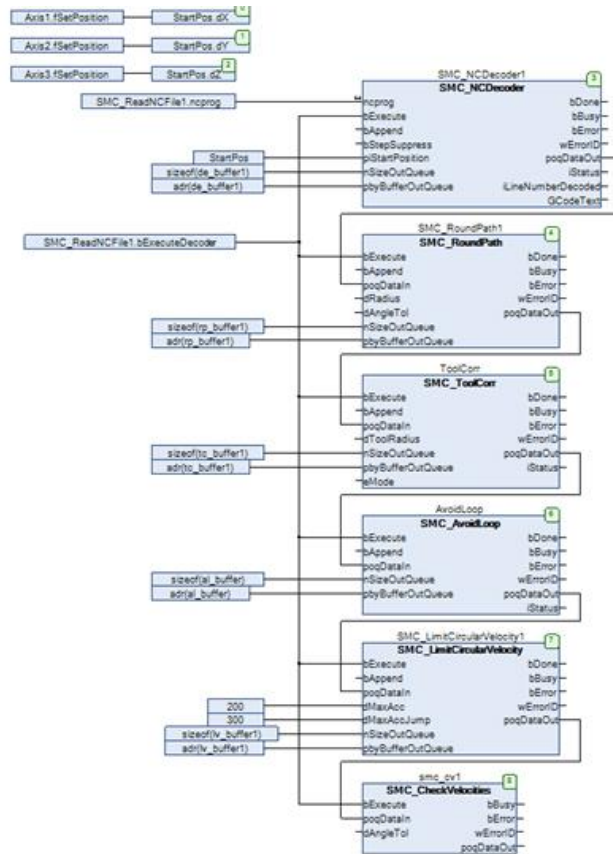 0
Axis1.fSetPosition StartPos.dX
1
Axis2.fSetPosition StartPos.dY
2
Axis3.fSetPosition StartPos.dZ
SMC_NCDecoder1
3
SMC_NCDecoder
SMC_ReadNCFile1.ncprog ncprog bDone
bExecute bBusy
bAppend bError
bStepSuppress wErrorID
StartPos piStartPosition poqDataOut
sizeof(de_buffer1) nSizeOutQueue iStatus
adr(de_buffer1) pbyBufferOutQueue iLineNumberDecoded
GCodeText
SMC_RoundPath1
4
SMC_RoundPath
SMC_ReadNCFile1.bExecuteDecoder bExecute bDone
bAppend bBusy
poqDataIn bError
dRadius wErrorID
dAngleTol poqDataOut
sizeof(rp_buffer1) nSizeOutQueue
adr(rp_buffer1) pbyBufferOutQueue
ToolCorr
5
SMC_ToolCorr
bExecute bDone
bAppend bBusy
poqDataIn bError
dToolRadius wErrorID
sizeof(tc_buffer1) nSizeOutQueue poqDataOut
adr(tc_buffer1) pbyBufferOutQueue iStatus
eMode
AvoidLoop
6
SMC_AvoidLoop
bExecute bDone
bAppend bBusy
poqDataIn bError
sizeof(al_buffer) nSizeOutQueue wErrorID
adr(al_buffer) pbyBufferOutQueue poqDataOut
iStatus
SMC_LimitCircularVelocity1
7
SMC_LimitCircularVelocity
bExecute bDone
bAppend bBusy
poqDataIn bError
200 dMaxAcc wErrorID
300 dMaxAccJump poqDataOut
sizeof(lv_buffer1) nSizeOutQueue
adr(lv_buffer1) pbyBufferOutQueue
smc_cv1
8
SMC_CheckVelocities
bExecute bBusy
poqDataIn bError
dAngleTol wErrorID
poqDataOut